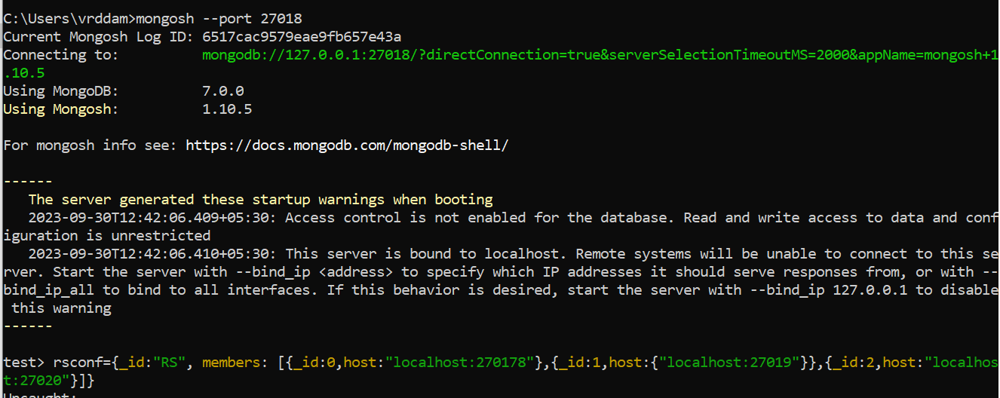 C:\Users\vrddam>mongosh --port 27018
Current Mongosh Log ID: 6517cac9579eae9fb657e43a
Connecting to:          mongodb://127.0.0.1:27018/?directConnection=true&serverSelectionTimeoutMS=2000&appName=mongosh+1
.10.5
Using MongoDB:          7.0.0
Using Mongosh:          1.10.5
For mongosh info see: https://docs.mongodb.com/mongodb-shell/
------
   The server generated these startup warnings when booting
   2023-09-30T12:42:06.409+05:30: Access control is not enabled for the database. Read and write access to data and conf
iguration is unrestricted
   2023-09-30T12:42:06.410+05:30: This server is bound to localhost. Remote systems will be unable to connect to this se
rver. Start the server with --bind_ip <address> to specify which IP addresses it should serve responses from, or with --
bind_ip_all to bind to all interfaces. If this behavior is desired, start the server with --bind_ip 127.0.0.1 to disable
 this warning
------
test> rsconf={_id:"RS", members: [{_id:0,host:"localhost:270178"},{_id:1,host:{"localhost:27019"}},{_id:2,host:"localhos
t:27020"}]}
Uncaught: